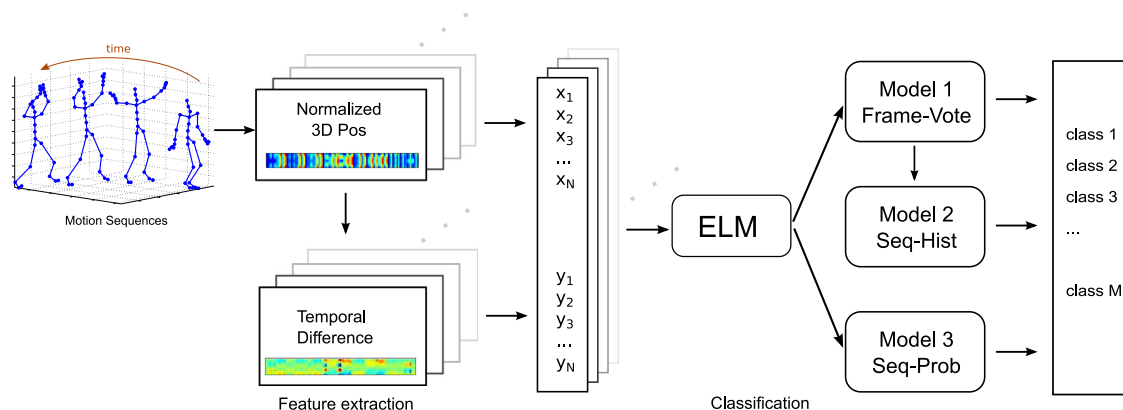 time
Motion Sequences
Normalized
3D Pos
Temporal
Difference
Feature extraction
x1
x2
x3
...
xN
y1
y2
y3
...
yN
ELM
Classification
Model 1
Frame-Vote
Model 2
Seq-Hist
Model 3
Seq-Prob
class 1
class 2
class 3
...
class M